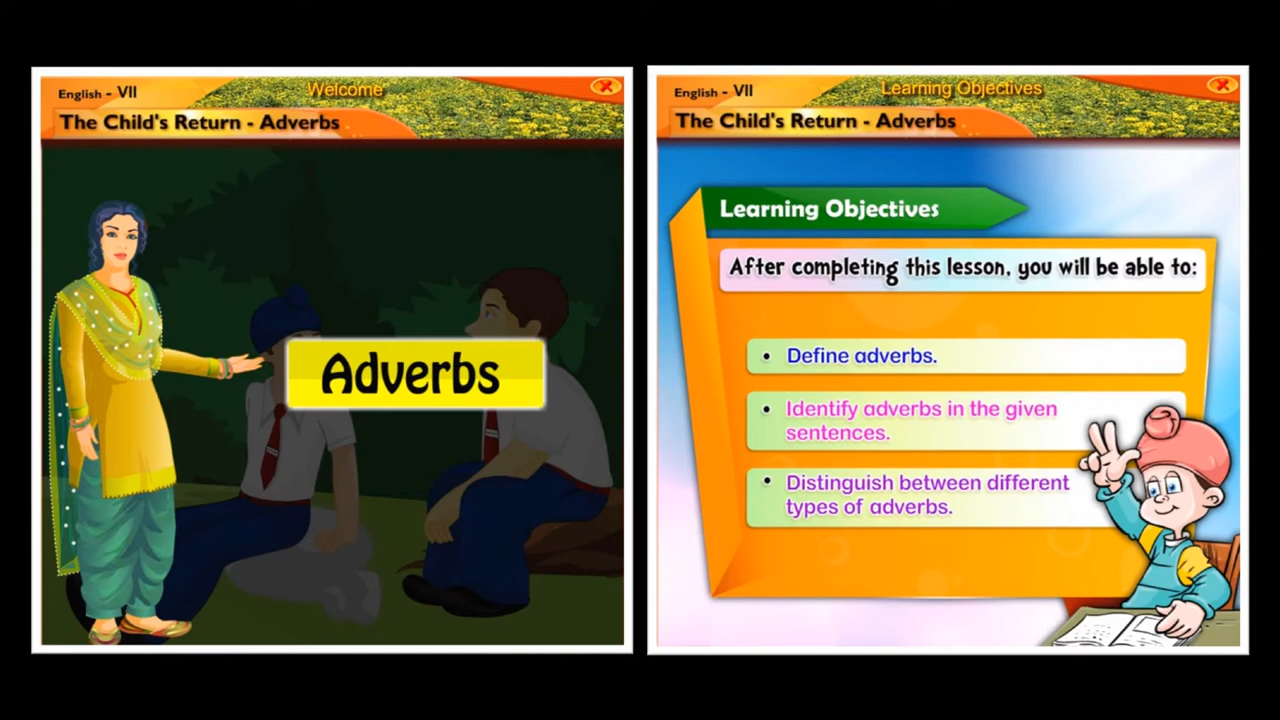 English - VII
Welcome
The Child's Return - Adverbs
Adverbs
English - VII
Learning Objectives
The Child's Return - Adverbs
Learning Objectives
After completing this lesson, you will be able to:
• Define adverbs.
• Identify adverbs in the given
sentences.
• Distinguish between different
types of adverbs.